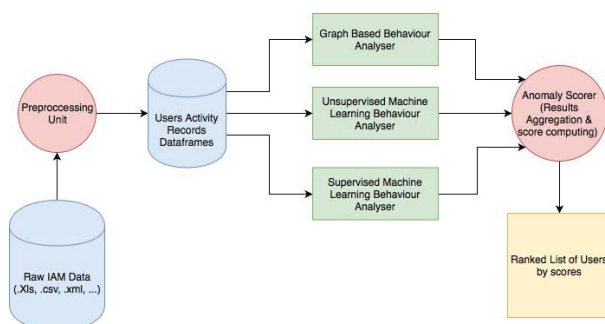 Graph Based Behaviour
Analyser
Preproccessing
Unit
Users Activity
Records
Dataframes
Unsupervised Machine
Learning Behaviour
Analyser
Anomaly Scorer
(Results
Aggregation &
score computing)
Supervised Machine
Learning Behaviour
Analyser
Raw IAM Data
(.Xls, .csv, .xml, ...)
Ranked List of Users
by scores